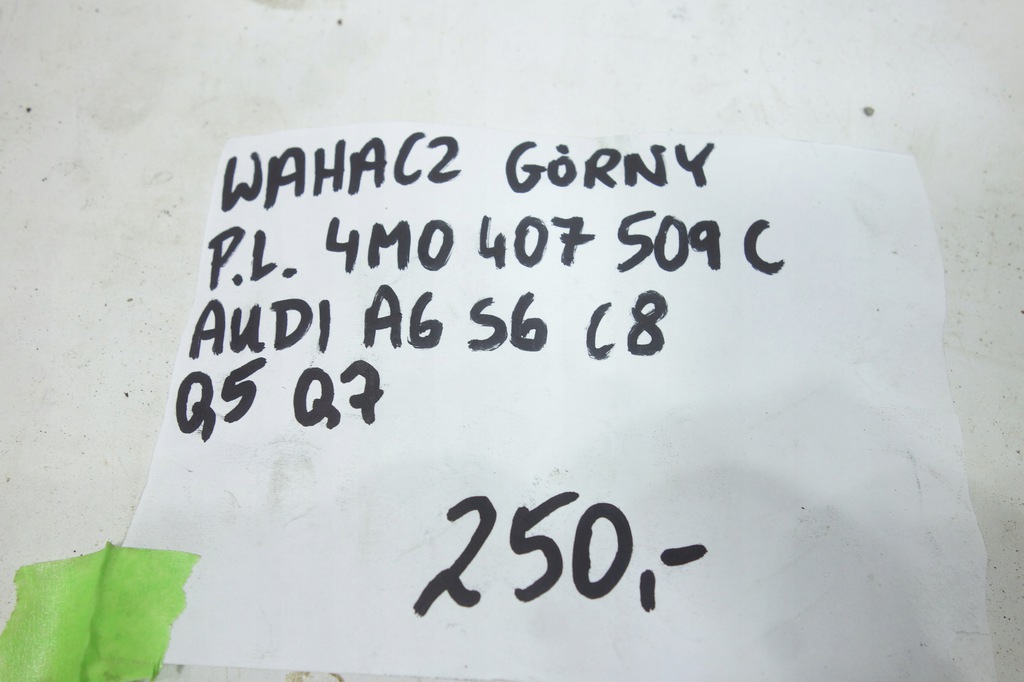 WAHACZ GÓRNY
P.L. 4M0 407 509 C
AUDI A6 S6 C8
Q5 Q7
250,-